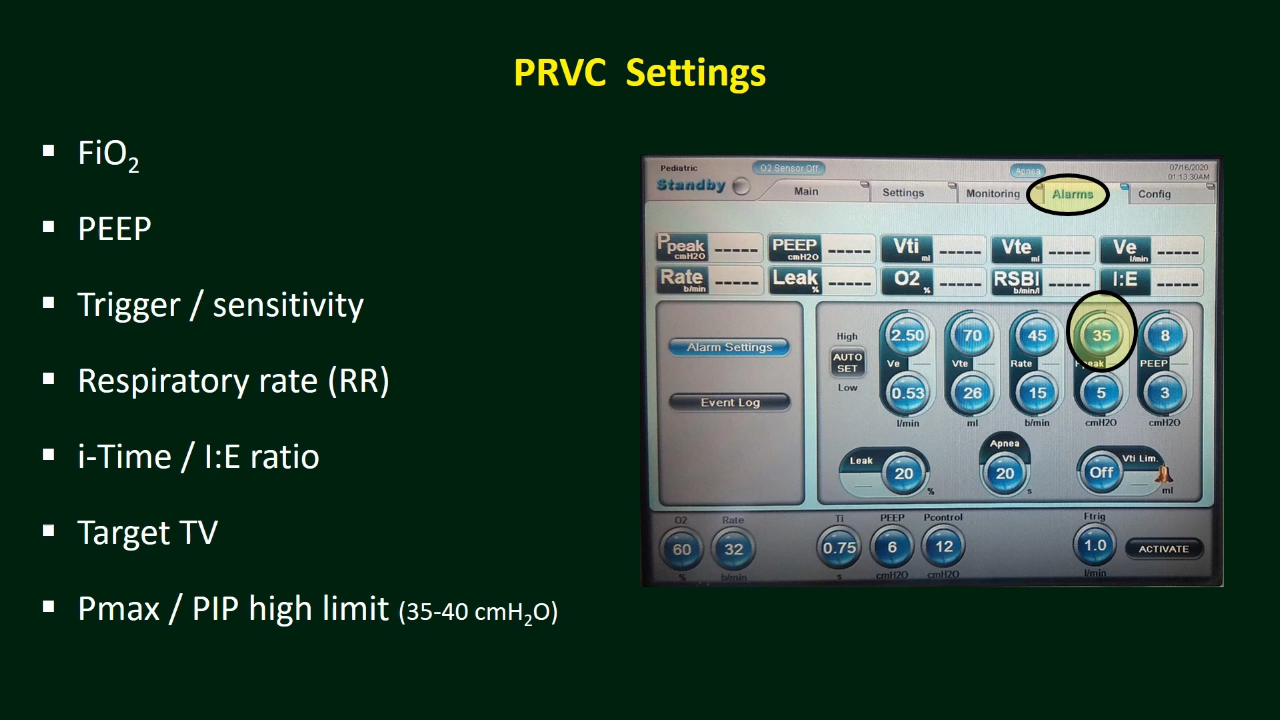 PRVC Settings
▪ FiO2
▪ PEEP
▪ Trigger / sensitivity
▪ Respiratory rate (RR)
▪ i-Time / I:E ratio
▪ Target TV
▪ Pmax / PIP high limit (35-40 cmH2O)
Pediatric O2 Sensor Off Apnea 07/16/2020
Standby Main Settings Monitoring Alarms Config 01:13:30AM
Ppeak cmH2O ----- PEEP cmH2O ----- Vti ml ----- Vte ml ----- Ve l/min -----
Rate b/min ----- Leak % ----- O2 % ----- RSBI b/min/l ----- I:E -----
High 2.50 70 45 35 8
Alarm Settings
AUTO SET Ve Vte Rate Ppeak PEEP
Low 0.53 26 15 5 3
Event Log
l/min ml b/min cmH2O cmH2O
Apnea
Leak 20 % 20 s Vti Lim. Off ml
O2 Rate Ti PEEP Pcontrol Ftrig
60 32 0.75 6 12 1.0 ACTIVATE
% b/min s cmH2O cmH2O l/min